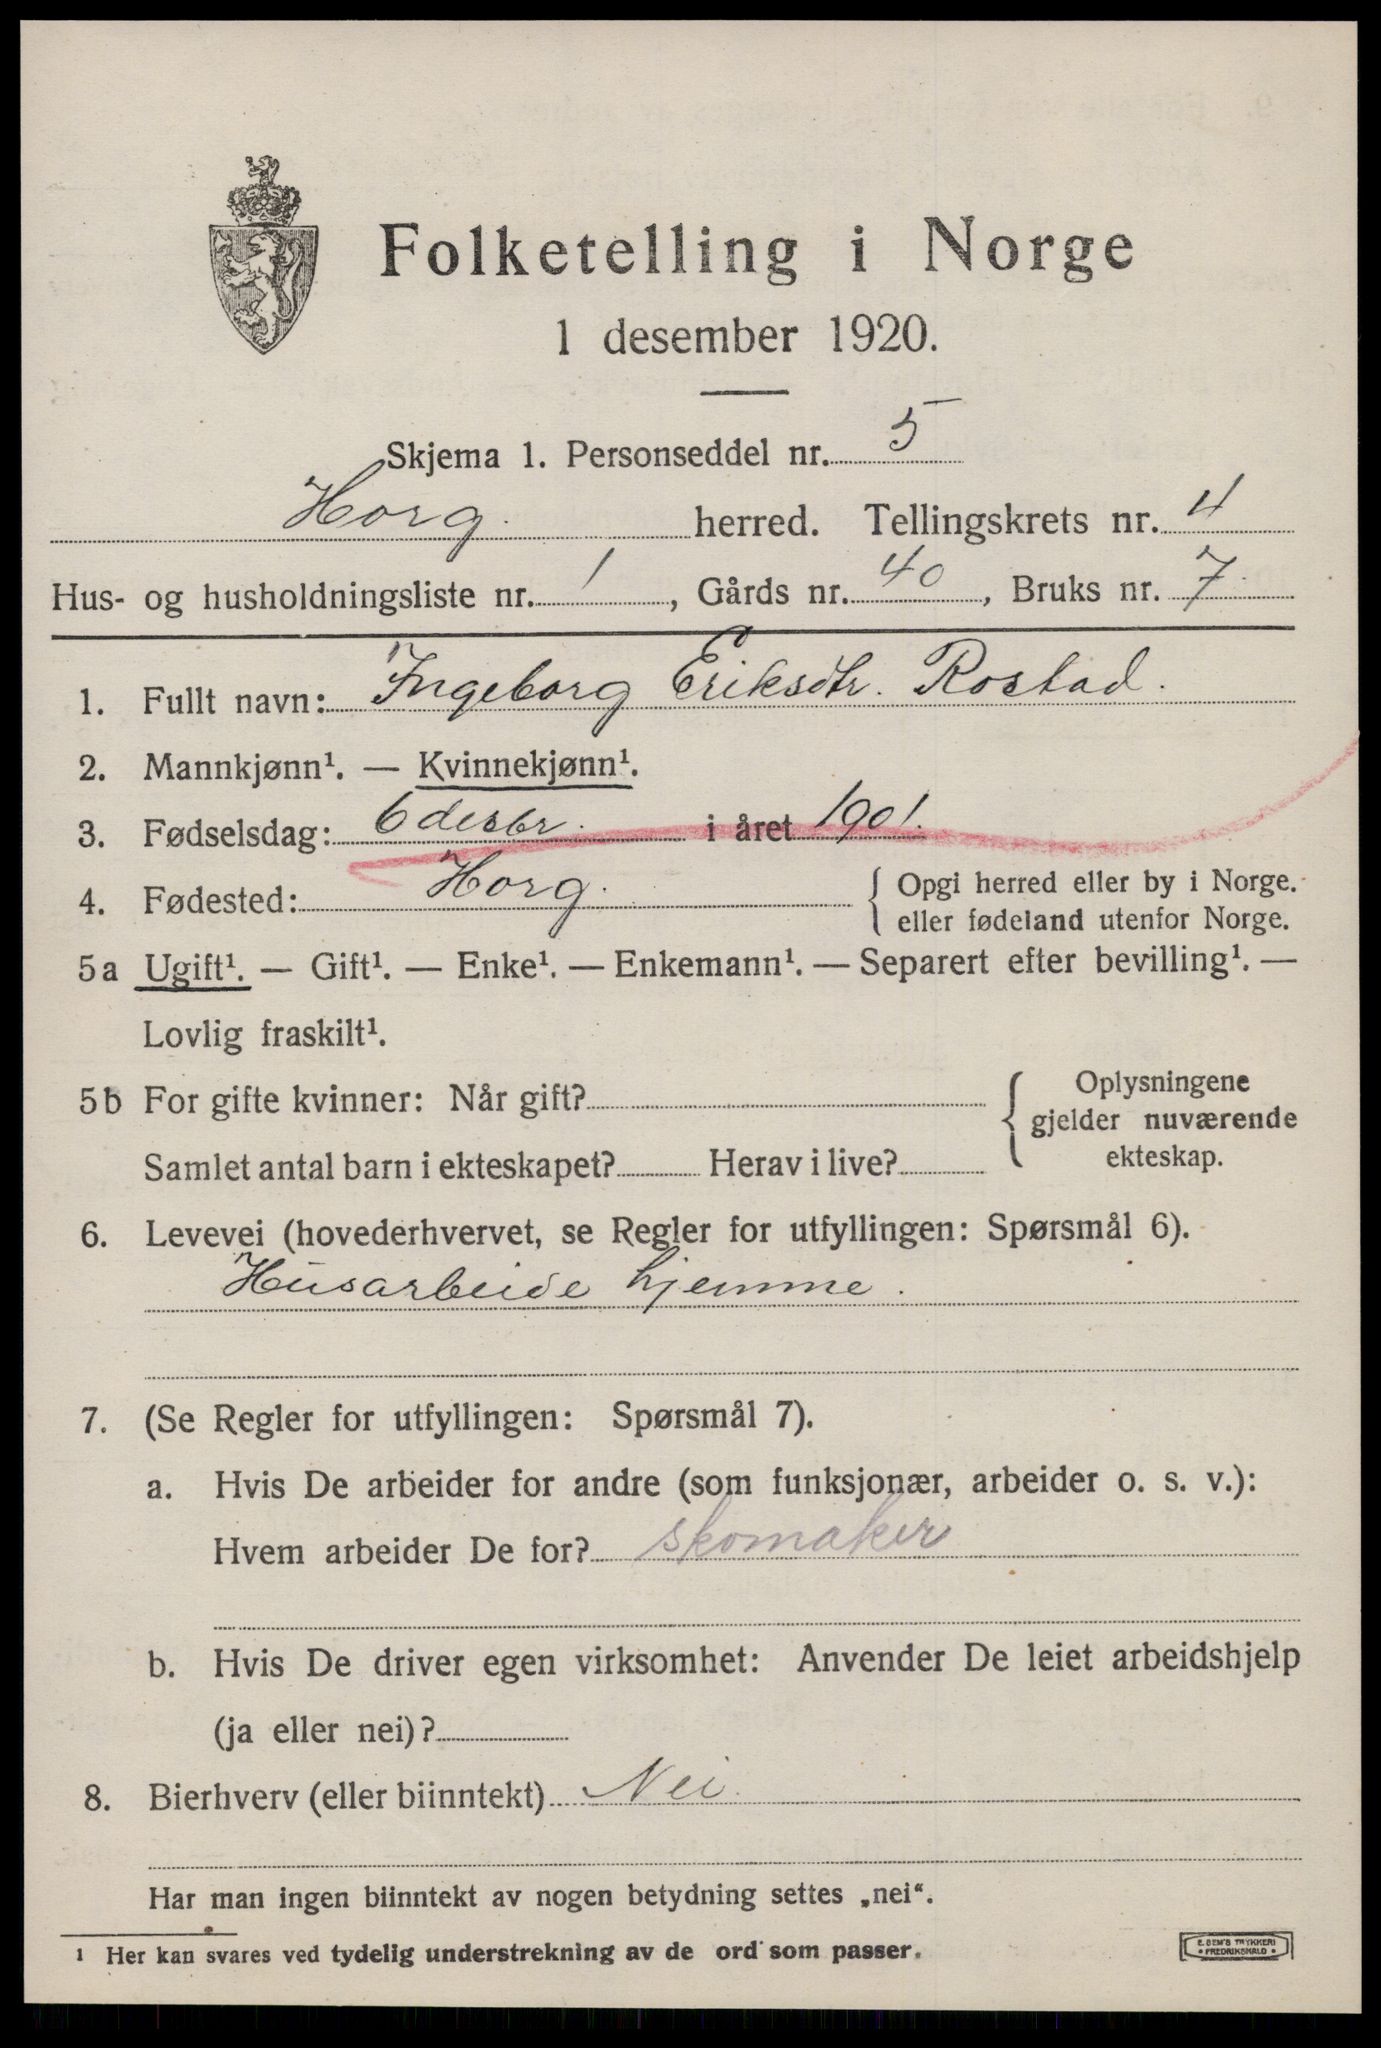 Folketelling i Norge
1 desember 1920.
Skjema 1. Personseddel nr. 5
Horg. herred. Tellingskrets nr. 4
Hus- og husholdningsliste nr. 1, Gårds nr. 40, Bruks nr. 7
1. Fullt navn: Ingeborg Eriksdtr. Rostad.
2. Mannkjønn¹. — Kvinnekjønn¹.
3. Fødselsdag: 6 desbr. i året 1901.
4. Fødested: Horg. { Opgi herred eller by i Norge.
eller fødeland utenfor Norge.
5a Ugift¹. — Gift¹. — Enke¹. — Enkemann¹. — Separert efter bevilling¹. —
Lovlig fraskilt¹.
5b For gifte kvinner: Når gift? { Oplysningene
gjelder nuværende
Samlet antal barn i ekteskapet? Herav i live? ekteskap.
6. Levevei (hovederhvervet, se Regler for utfyllingen: Spørsmål 6).
Husarbeide hjemme.
7. (Se Regler for utfyllingen: Spørsmål 7).
a. Hvis De arbeider for andre (som funksjonær, arbeider o. s. v.):
Hvem arbeider De for? skomaker
b. Hvis De driver egen virksomhet: Anvender De leiet arbeidshjelp
(ja eller nei)?
8. Bierhverv (eller biinntekt) Nei.
Har man ingen biinntekt av nogen betydning settes „nei“.
¹ Her kan svares ved tydelig understrekning av de ord som passer.
E. SEM'S TRYKKERI
• FREDRIKSHALD •